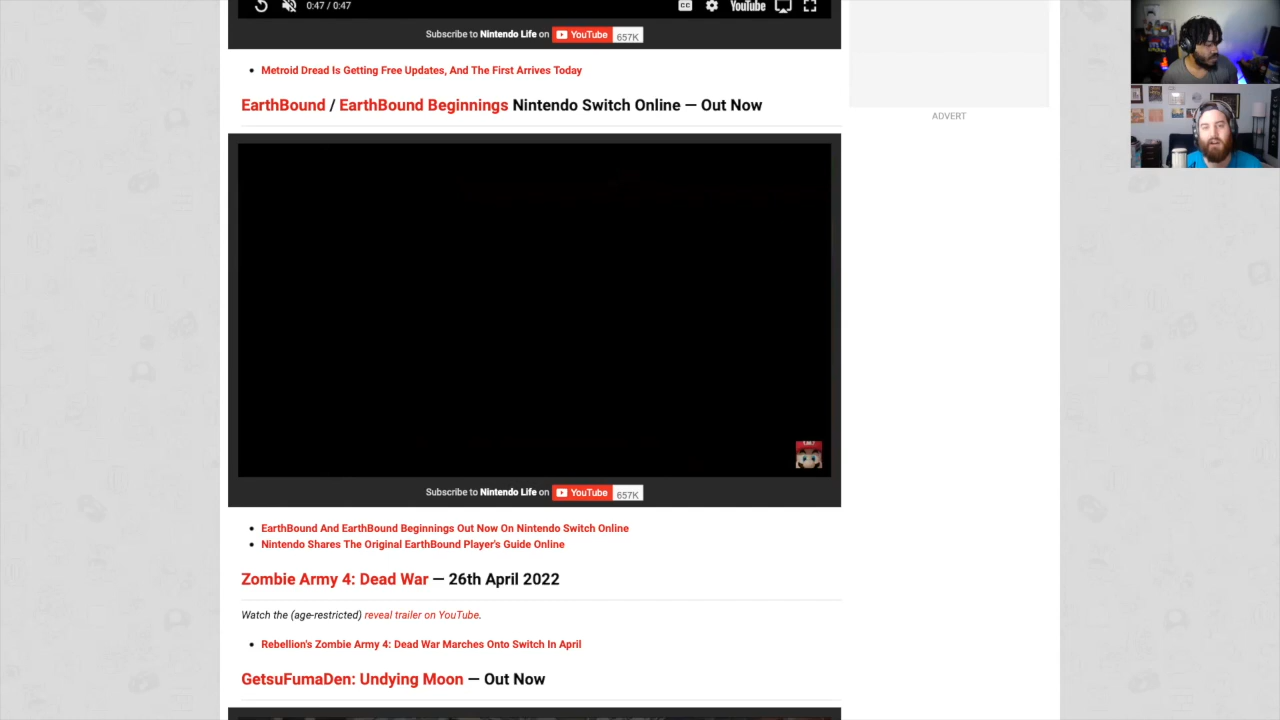 0:47 / 0:47
CC
YouTube
Subscribe to Nintendo Life on YouTube 657K
Metroid Dread Is Getting Free Updates, And The First Arrives Today
EarthBound / EarthBound Beginnings Nintendo Switch Online — Out Now
ADVERT
Subscribe to Nintendo Life on YouTube 657K
EarthBound And EarthBound Beginnings Out Now On Nintendo Switch Online
Nintendo Shares The Original EarthBound Player's Guide Online
Zombie Army 4: Dead War — 26th April 2022
Watch the (age-restricted) reveal trailer on YouTube.
Rebellion's Zombie Army 4: Dead War Marches Onto Switch In April
GetsuFumaDen: Undying Moon — Out Now